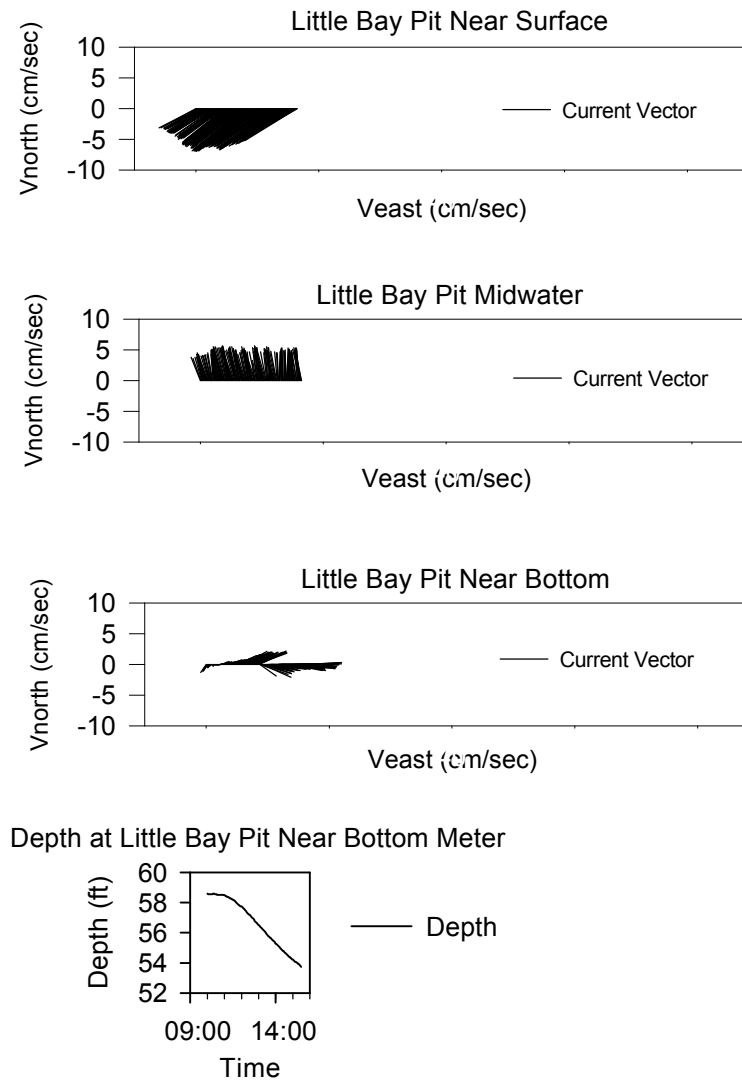 Little Bay Pit Near Surface
10
5
0
-5
-10
Vnorth (cm/sec)
Current Vector
Veast (cm/sec)
Little Bay Pit Midwater
10
5
0
-5
-10
Vnorth (cm/sec)
Current Vector
Veast (cm/sec)
Little Bay Pit Near Bottom
10
5
0
-5
-10
Vnorth (cm/sec)
Current Vector
Veast (cm/sec)
Depth at Little Bay Pit Near Bottom Meter
60
58
56
54
52
Depth (ft)
Depth
09:00 14:00
Time